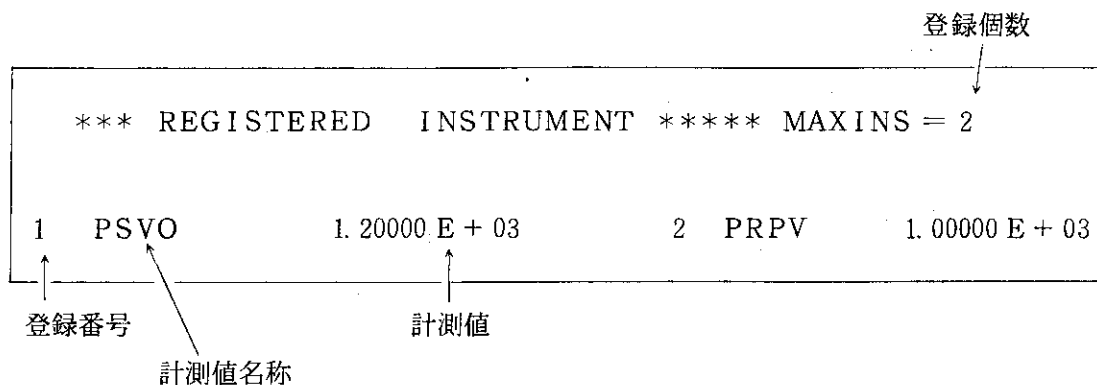 登録個数
*** REGISTERED INSTRUMENT ***** MAXINS = 2
1 PSVO 1.20000 E + 03 2 PRPV 1.00000 E + 03
登録番号 計測値
計測値名称